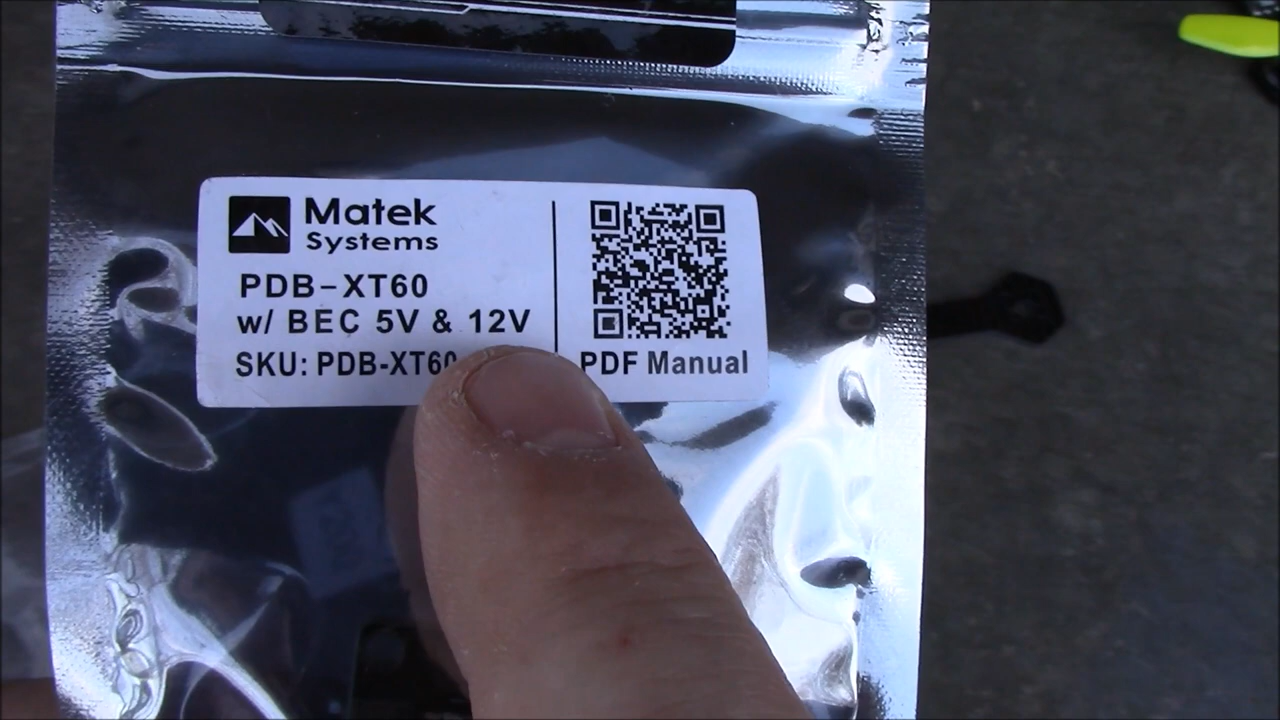 Matek
Systems
PDB-XT60
w/ BEC 5V & 12V
SKU: PDB-XT60
PDF Manual